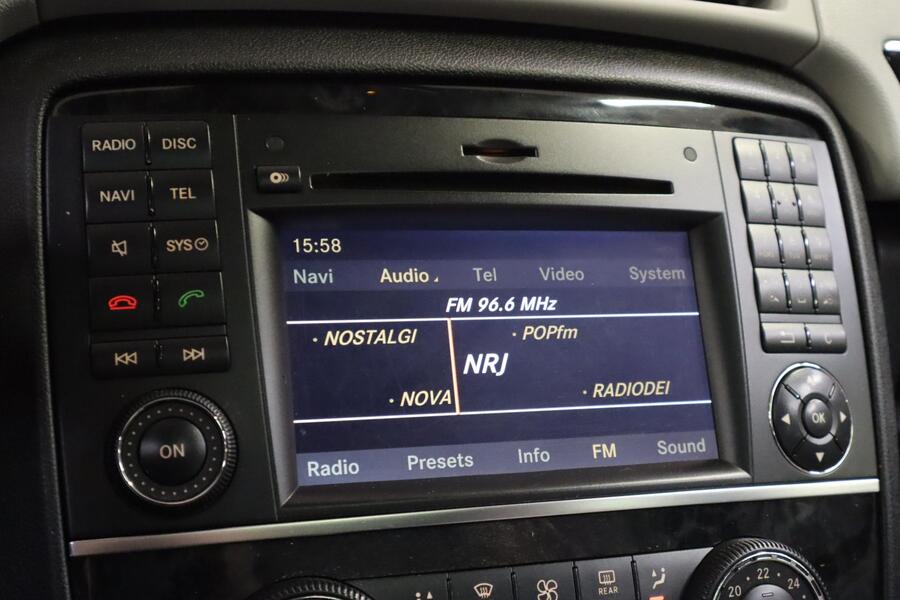 RADIO DISC
NAVI TEL
SYS
ON
15:58
Navi Audio Tel Video System
FM 96.6 MHz
NOSTALGI POPfm
NRJ
NOVA RADIODEI
Radio Presets Info FM Sound
OK
C
REAR
20 22 24